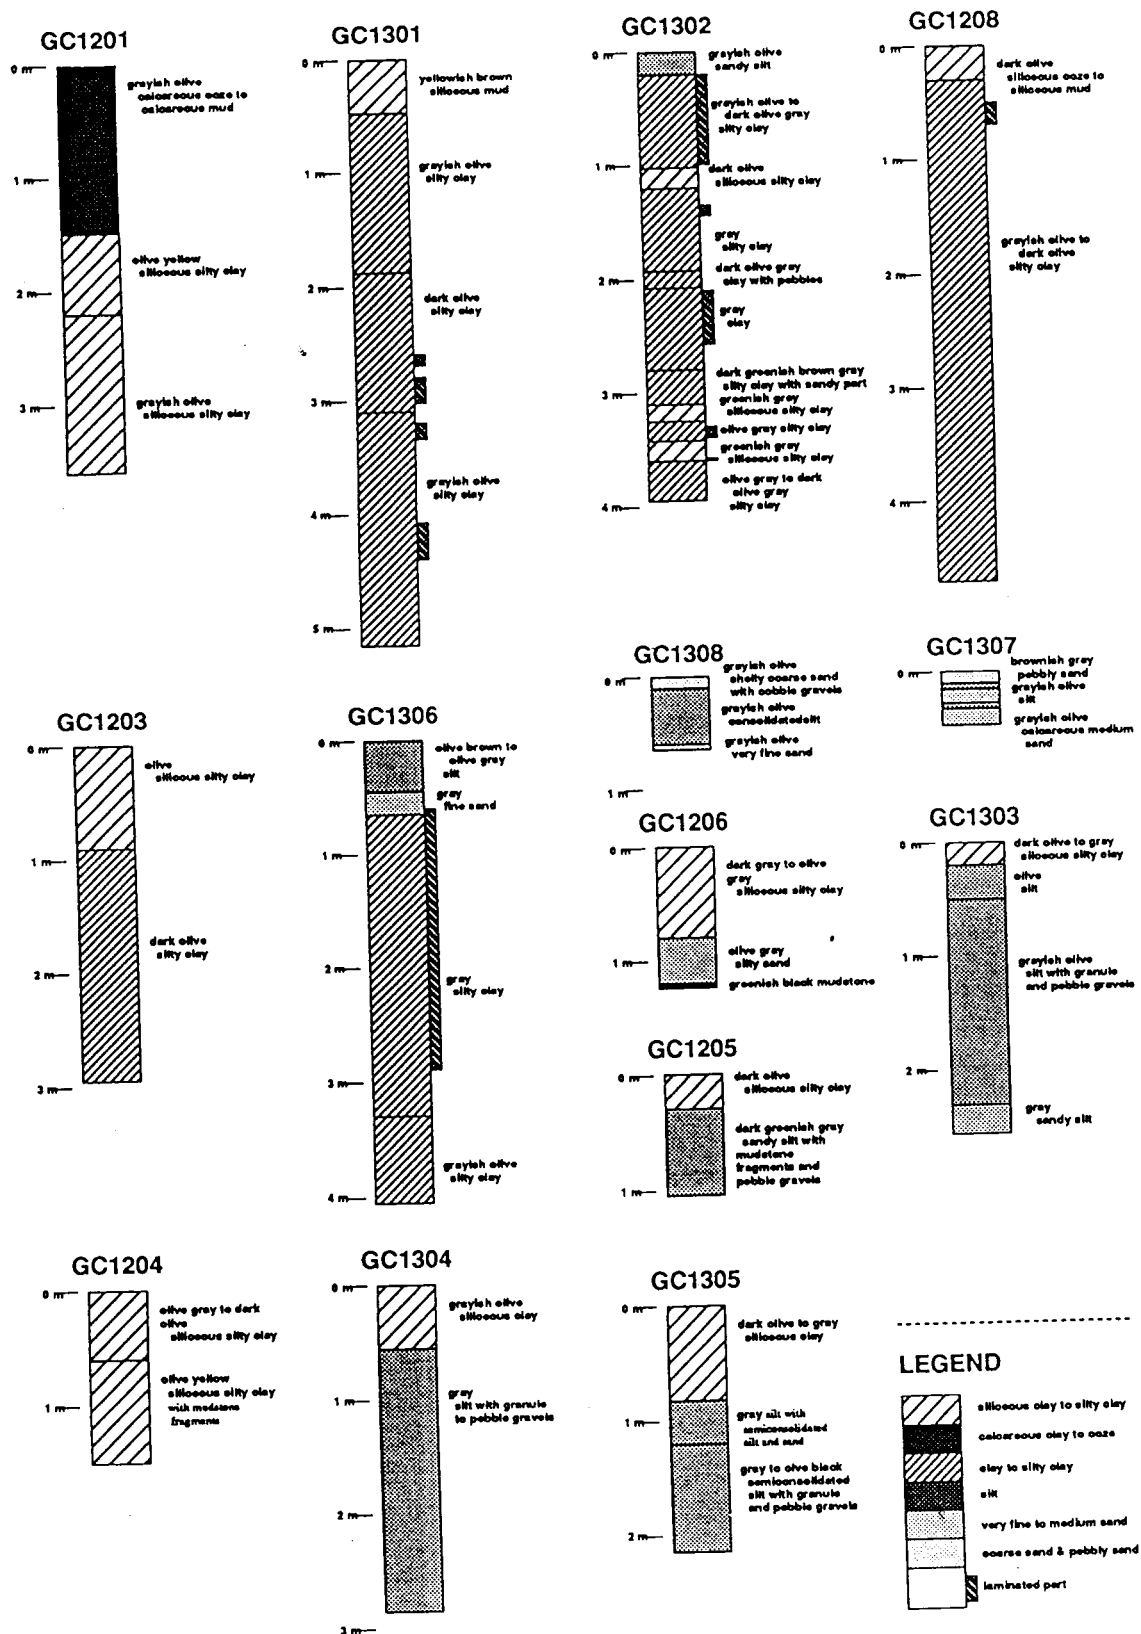 GC1201
0 m
grayish olive
calcareous ooze to
calcareous mud
1 m
olive yellow
siliceous silty clay
2 m
3 m
grayish olive
siliceous silty clay
GC1301
0 m
yellowish brown
siliceous mud
1 m
grayish olive
silty clay
2 m
dark olive
silty clay
3 m
grayish olive
silty clay
4 m
5 m
GC1302
0 m
grayish olive
sandy silt
grayish olive to
dark olive gray
silty clay
1 m
dark olive
siliceous silty clay
gray
silty clay
2 m
dark olive gray
clay with pebbles
gray
clay
dark greenish brown gray
silty clay with sandy part
3 m
greenish gray
siliceous silty clay
olive gray silty clay
greenish gray
siliceous silty clay
olive gray to dark
olive gray
silty clay
4 m
GC1208
0 m
dark olive
siliceous ooze to
siliceous mud
1 m
grayish olive to
dark olive
silty clay
2 m
3 m
4 m
GC1308
0 m
grayish olive
shelly coarse sand
with cobble gravels
grayish olive
consolidatedsilt
grayish olive
very fine sand
1 m
GC1307
0 m
brownish gray
pebbly sand
grayish olive
silt
grayish olive
calcareous medium
sand
GC1203
0 m
olive
siliceous silty clay
1 m
dark olive
silty clay
2 m
3 m
GC1306
0 m
olive brown to
olive gray
silt
gray
fine sand
1 m
2 m
gray
silty clay
3 m
grayish olive
silty clay
4 m
GC1206
0 m
dark gray to olive
gray
siliceous silty clay
olive gray
silty sand
1 m
greenish black mudstone
GC1303
0 m
dark olive to gray
siliceous silty clay
olive
silt
1 m
grayish olive
silt with granule
and pebble gravels
2 m
gray
sandy silt
GC1205
0 m
dark olive
siliceous silty clay
dark greenish gray
sandy silt with
mudstone
fragments and
pebble gravels
1 m
GC1204
0 m
olive gray to dark
olive
siliceous silty clay
olive yellow
siliceous silty clay
with mudstone
fragments
1 m
GC1304
0 m
grayish olive
siliceous clay
1 m
gray
silt with granule
to pebble gravels
2 m
3 m
GC1305
0 m
dark olive to gray
siliceous clay
1 m
gray silt with
semiconsolidated
silt and sand
gray to olive black
semiconsolidated
silt with granule
and pebble gravels
2 m
LEGEND
siliceous clay to silty clay
calcareous clay to ooze
clay to silty clay
silt
very fine to medium sand
coarse sand & pebbly sand
laminated part